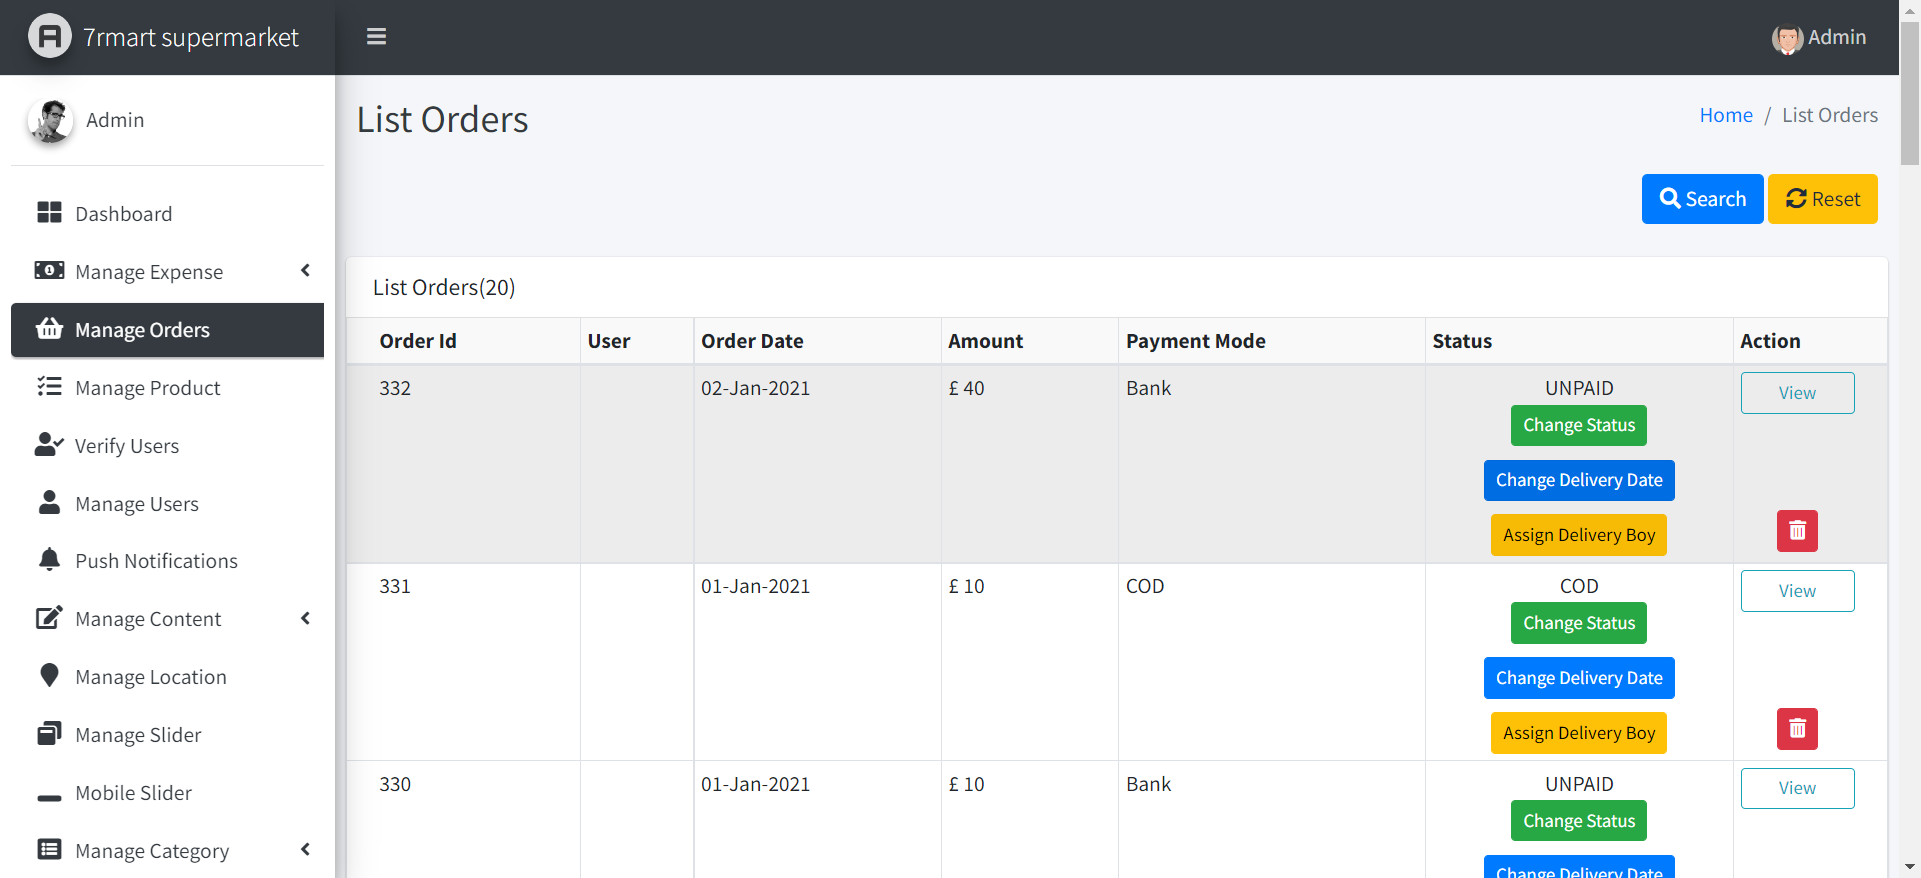 7rmart supermarket
Admin
Admin
Dashboard
Manage Expense
Manage Orders
Manage Product
Verify Users
Manage Users
Push Notifications
Manage Content
Manage Location
Manage Slider
Mobile Slider
Manage Category
List Orders
Home / List Orders
Search Reset
List Orders(20)
Order Id User Order Date Amount Payment Mode Status Action
332 02-Jan-2021 £ 40 Bank UNPAID View
Change Status
Change Delivery Date
Assign Delivery Boy
331 01-Jan-2021 £ 10 COD COD View
Change Status
Change Delivery Date
Assign Delivery Boy
330 01-Jan-2021 £ 10 Bank UNPAID View
Change Status
Change Delivery Date